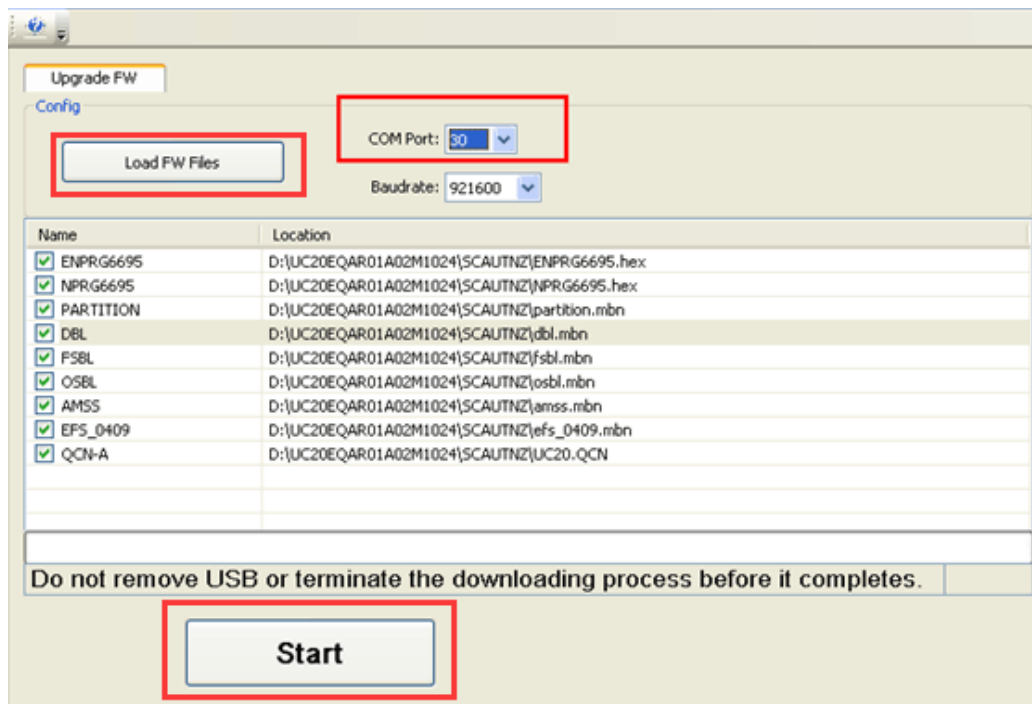 Upgrade FW
Config
Load FW Files
COM Port: 30
Baudrate: 921600
Name Location
ENPRG6695 D:\UC20EQAR01A02M1024\SCAUTNZ\ENPRG6695.hex
NPRG6695 D:\UC20EQAR01A02M1024\SCAUTNZ\NPRG6695.hex
PARTITION D:\UC20EQAR01A02M1024\SCAUTNZ\partition.mbn
DBL D:\UC20EQAR01A02M1024\SCAUTNZ\dbl.mbn
FSBL D:\UC20EQAR01A02M1024\SCAUTNZ\fsbl.mbn
OSBL D:\UC20EQAR01A02M1024\SCAUTNZ\osbl.mbn
AMSS D:\UC20EQAR01A02M1024\SCAUTNZ\amss.mbn
EFS_0409 D:\UC20EQAR01A02M1024\SCAUTNZ\efs_0409.mbn
QCN-A D:\UC20EQAR01A02M1024\SCAUTNZ\UC20.QCN
Do not remove USB or terminate the downloading process before it completes.
Start